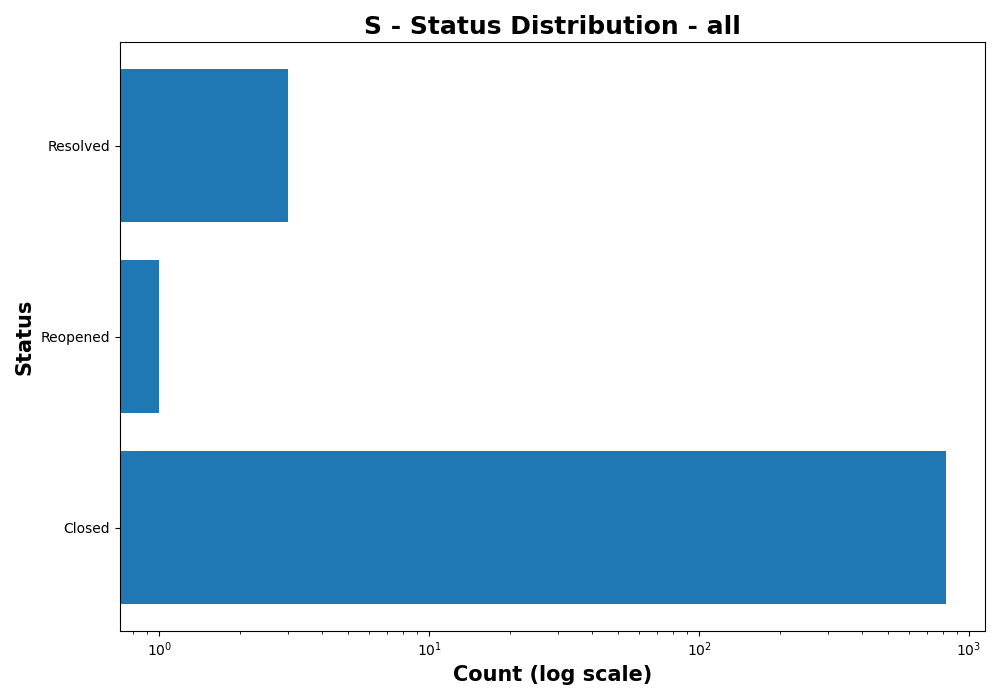 S - Status Distribution - all
Resolved
Reopened
Closed
Status
10⁰
10¹
10²
10³
Count (log scale)